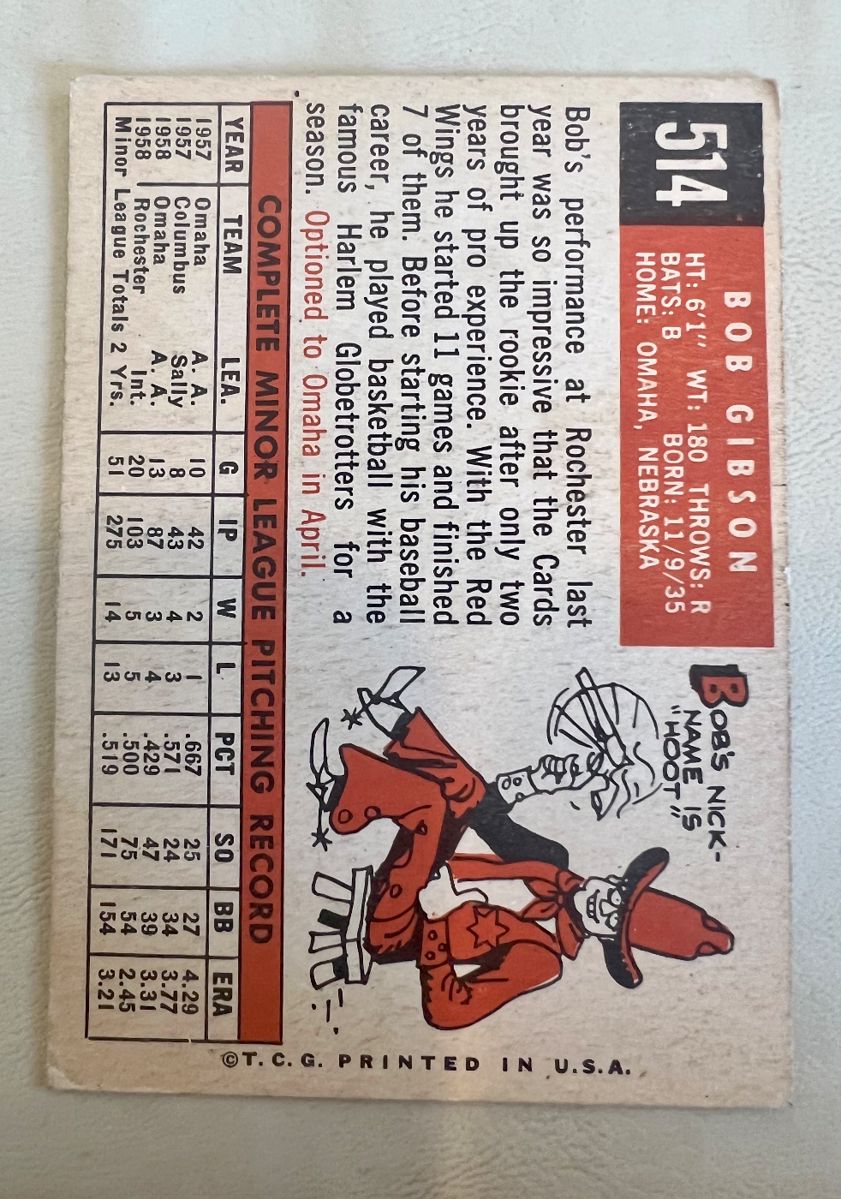 514
BOB GIBSON
HT: 6'1" WT: 180 THROWS: R
BATS: B BORN: 11/9/35
HOME: OMAHA, NEBRASKA
Bob's performance at Rochester last
year was so impressive that the Cards
brought up the rookie after only two
years of pro experience. With the Red
Wings he started 11 games and finished
7 of them. Before starting his baseball
career, he played basketball with the
famous Harlem Globetrotters for a
season. Optioned to Omaha in April.
BOB'S NICK-
NAME IS
"HOOT"
COMPLETE MINOR LEAGUE PITCHING RECORD
YEAR TEAM LEA. G IP W L PCT SO BB ERA
1957 Omaha A. A. 10 42 2 1 .667 25 27 4.29
1957 Columbus Sally 8 43 4 3 .571 24 34 3.77
1958 Omaha A. A. 13 87 3 4 .429 47 39 3.31
1958 Rochester Int. 20 103 5 5 .500 75 54 2.45
Minor League Totals 2 Yrs. 51 275 14 13 .519 171 154 3.21
©T.C.G. PRINTED IN U.S.A.